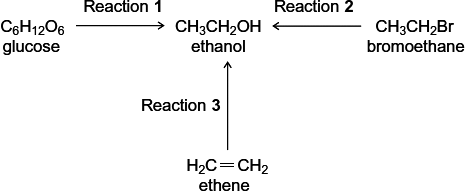 Reaction 1 Reaction 2
C6H12O6 CH3CH2OH CH3CH2Br
glucose ethanol bromoethane
Reaction 3
H2C=CH2
ethene